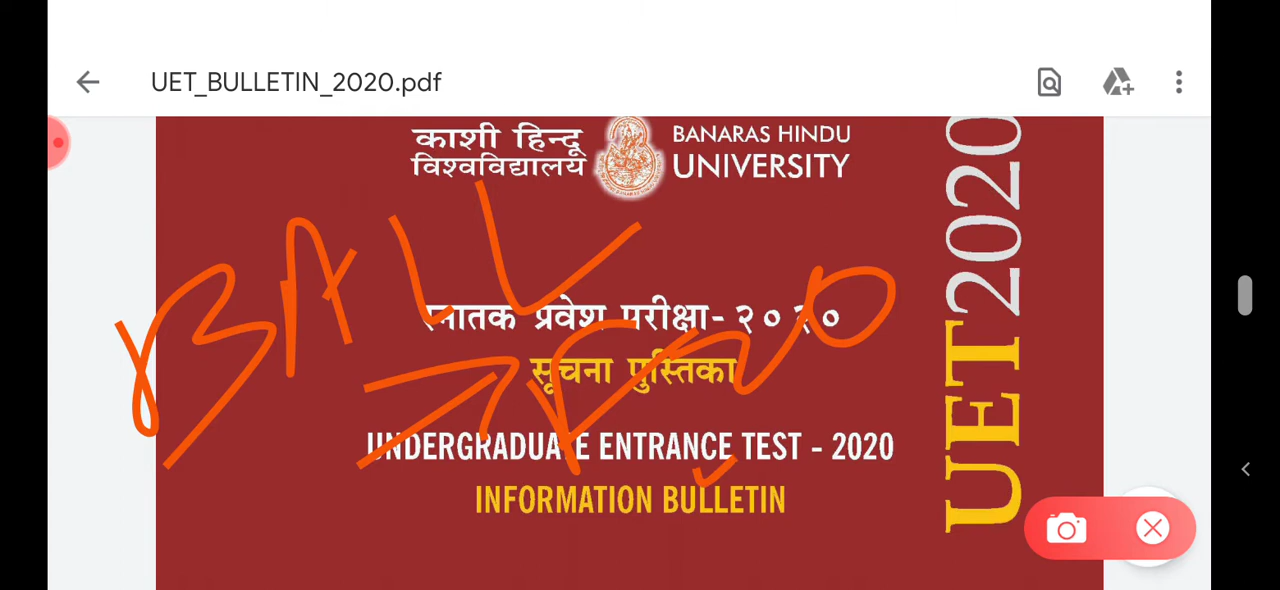 UET_BULLETIN_2020.pdf
काशी हिन्दू
विश्वविद्यालय
BANARAS HINDU
UNIVERSITY
UET2020
BALL
स्नातक प्रवेश परीक्षा- २०२०
सूचना पुस्तिका
UNDERGRADUATE ENTRANCE TEST - 2020
INFORMATION BULLETIN